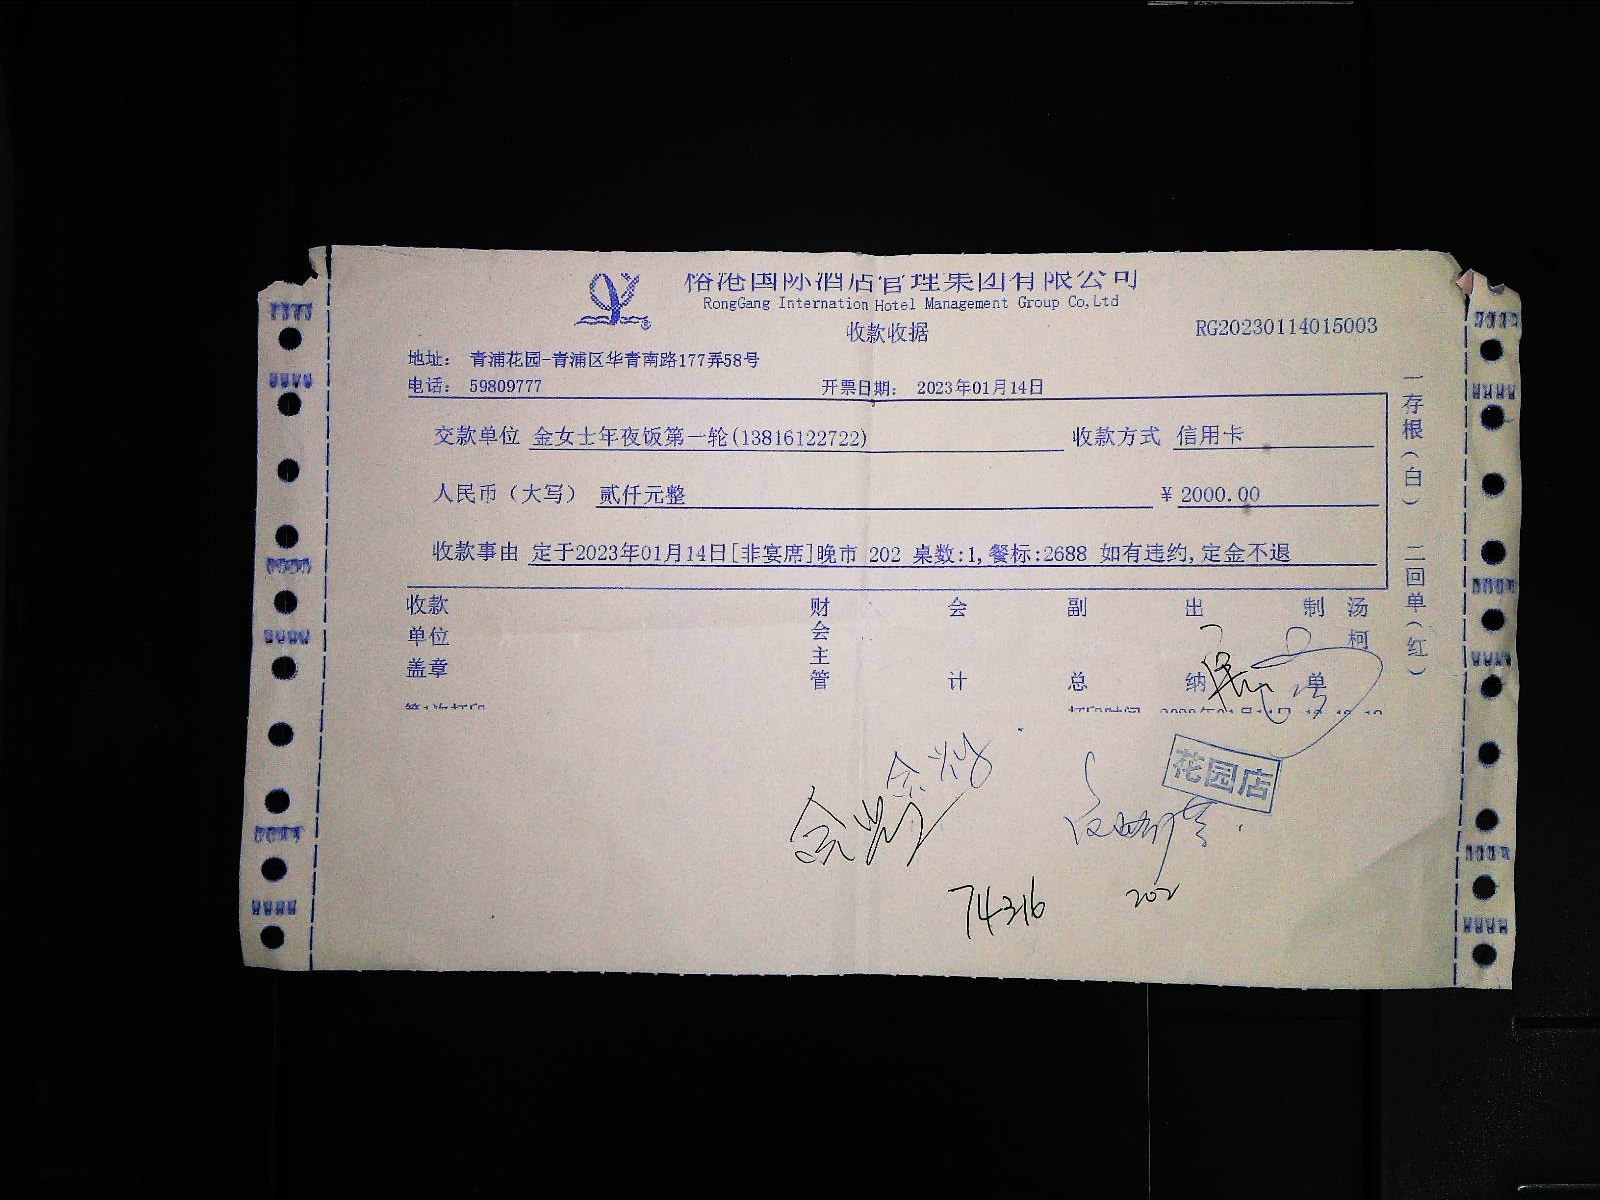 俗港国际酒店管理集团有限公司
RongGang Internation Hotel Management Group Co,Ltd
收款收据
RG20230114015003
地址： 青浦花园-青浦区华青南路177弄58号
电话： 59809777 开票日期： 2023年01月14日
交款单位 金女士年夜饭第一轮(13816122722) 收款方式 信用卡
人民币（大写） 贰仟元整 ¥ 2000.00
收款事由 定于2023年01月14日[非宴席]晚市 202 桌数:1,餐标:2688 如有违约,定金不退
收款单位盖章 财会主管 会计 副总 出纳 制单 汤柯
一存根（白） 二回单（红）
花园店
74316 202